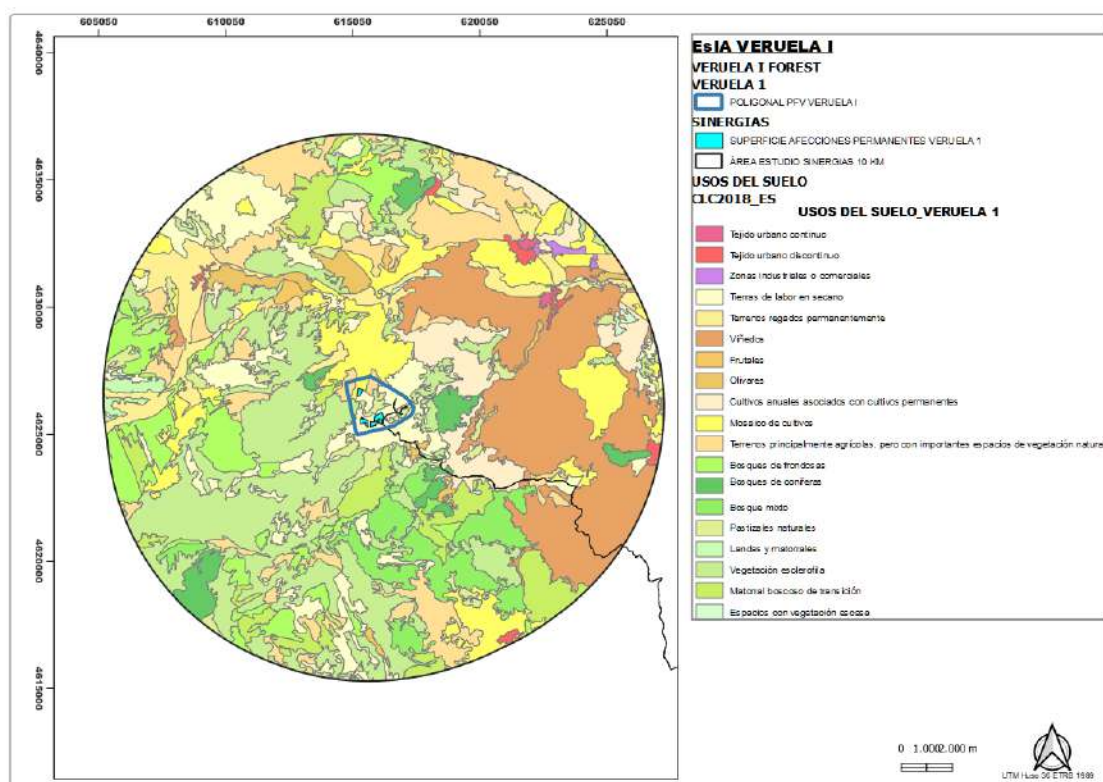 605050 610050 615050 620050 625050
4640000
4635000
4630000
4625000
4620000
4615000
EsIA VERUELA I
VERUELA I FOREST
VERUELA 1
POLIGONAL PFV VERUELA I
SINERGIAS
SUPERFICIE AFECCIONES PERMANENTES VERUELA 1
ÁREA ESTUDIO SINERGIAS 10 KM
USOS DEL SUELO
CLC2018_ES
USOS DEL SUELO_VERUELA 1
Tejido urbano continuo
Tejido urbano discontinuo
Zonas industriales o comerciales
Tierras de labor en secano
Terrenos regados permanentemente
Viñedos
Frutales
Olivares
Cultivos anuales asociados con cultivos permanentes
Mosaico de cultivos
Terrenos principalmente agrícolas, pero con importantes espacios de vegetación natura
Bosques de frondosas
Bosques de coníferas
Bosque mixto
Pastizales naturales
Landas y matorrales
Vegetación esclerófila
Matorral boscoso de transición
Espacios con vegetación escasa
0 1.0002.000 m
UTM Huso 30 ETRS 1989